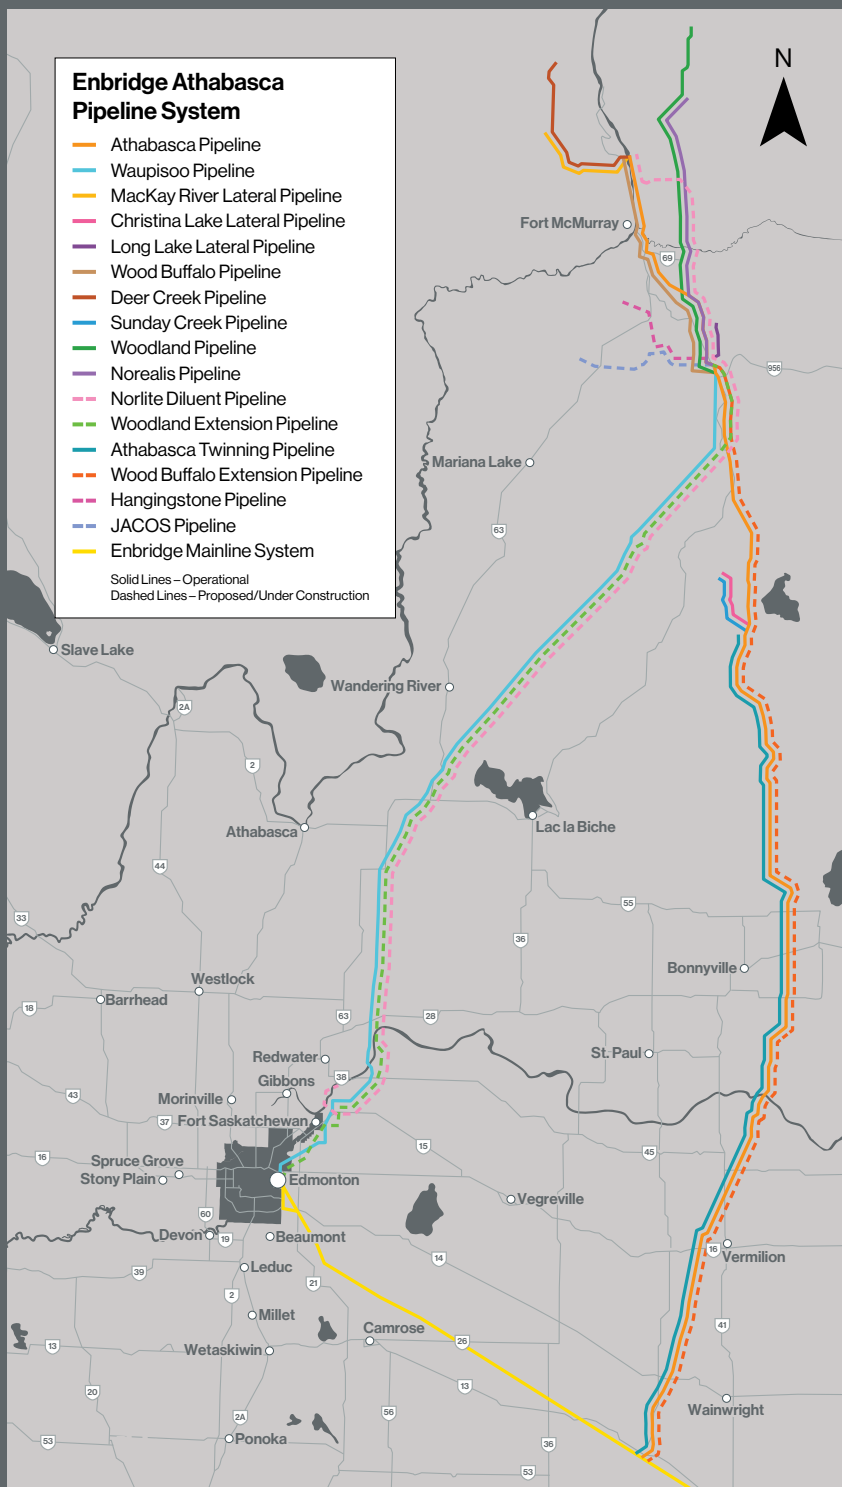 Enbridge Athabasca
Pipeline System
Athabasca Pipeline
Waupisoo Pipeline
MacKay River Lateral Pipeline
Christina Lake Lateral Pipeline
Long Lake Lateral Pipeline
Wood Buffalo Pipeline
Deer Creek Pipeline
Sunday Creek Pipeline
Woodland Pipeline
Norealis Pipeline
Norlite Diluent Pipeline
Woodland Extension Pipeline
Athabasca Twinning Pipeline
Wood Buffalo Extension Pipeline
Hangingstone Pipeline
JACOS Pipeline
Enbridge Mainline System
Solid Lines – Operational
Dashed Lines – Proposed/Under Construction
N
Fort McMurray
69
956
Mariana Lake
63
Slave Lake
Wandering River
2A
2
Athabasca
Lac la Biche
44
55
33
36
Bonnyville
Westlock
Barrhead
18
63
28
Redwater
St. Paul
38
Gibbons
43
Morinville
37
Fort Saskatchewan
15
45
16
Spruce Grove
Stony Plain
Edmonton
Vegreville
60
Devon
19
Beaumont
16
Vermilion
14
39
Leduc
21
2
Millet
41
Camrose
26
13
Wetaskiwin
13
20
Wainwright
2A
56
53
Ponoka
36
53